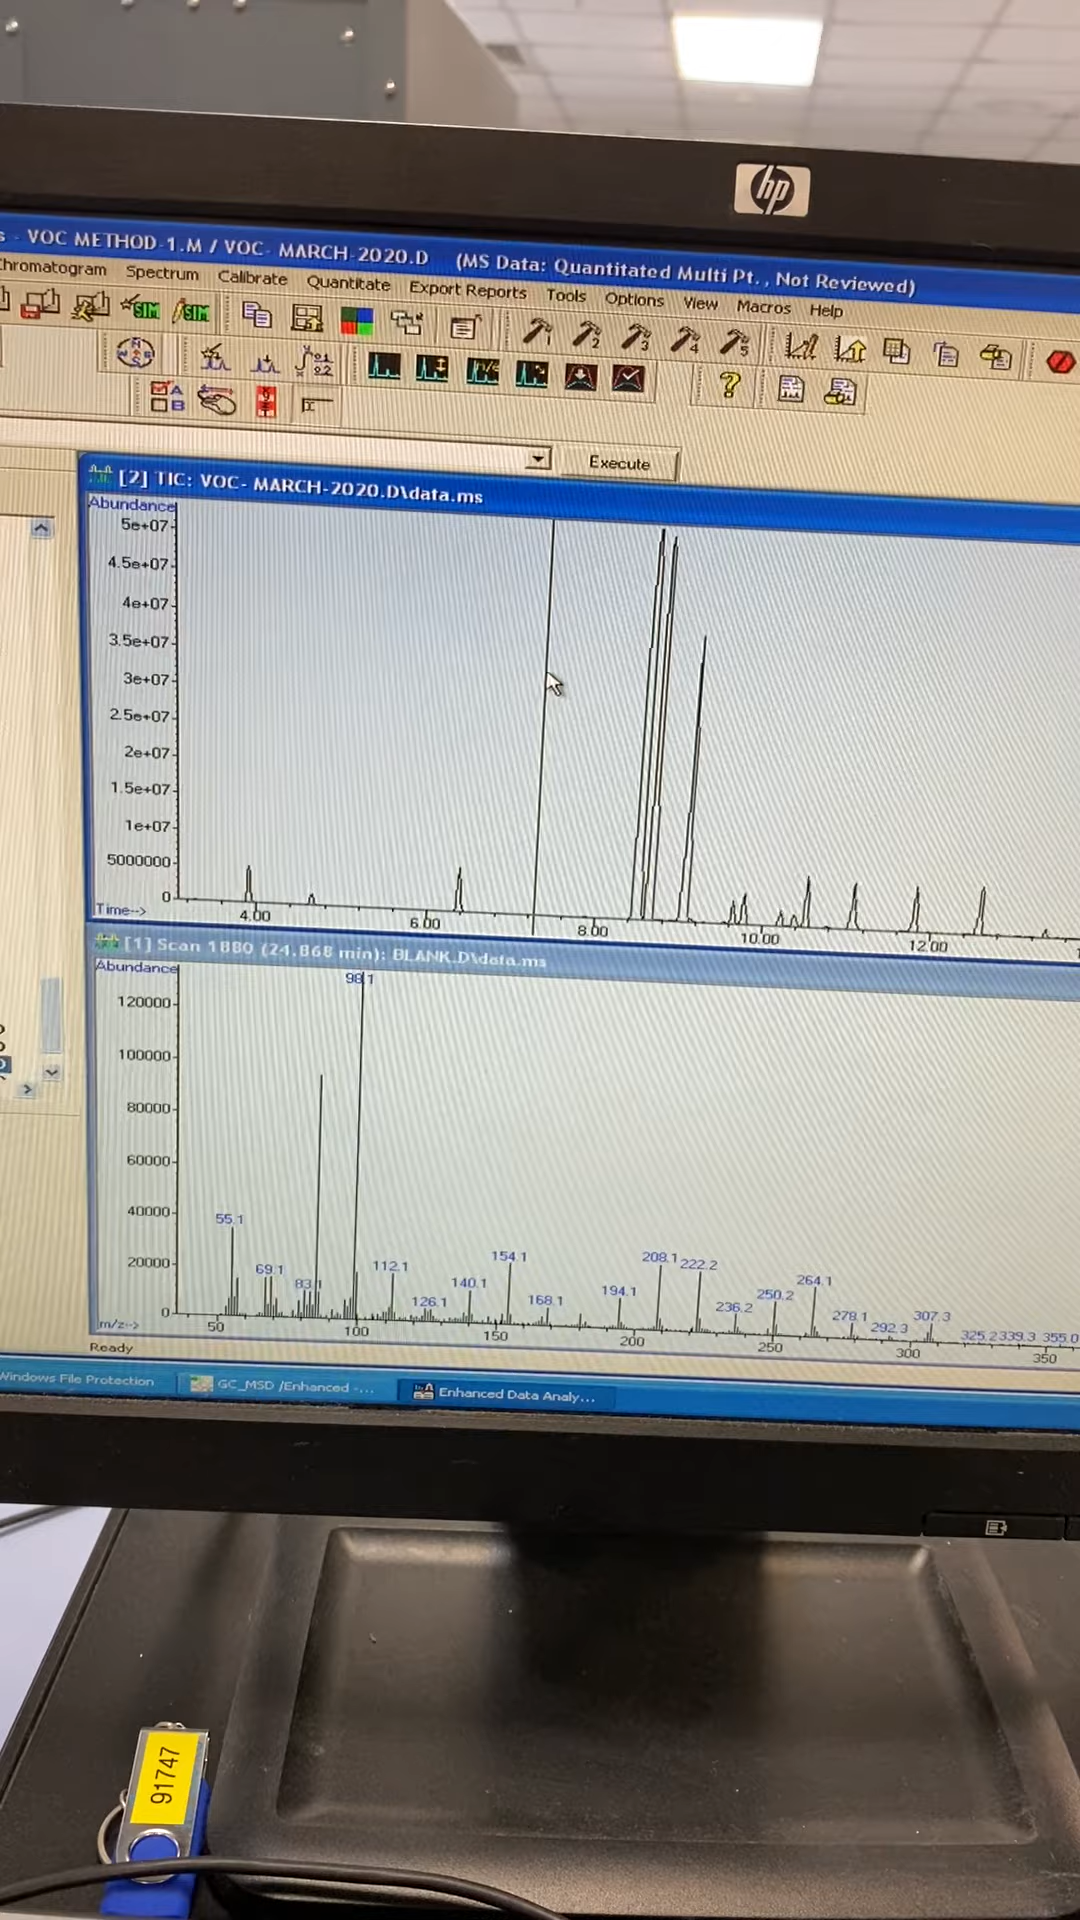 hp
s - VOC METHOD-1.M / VOC- MARCH-2020.D (MS Data: Quantitated Multi Pt., Not Reviewed)
Chromatogram Spectrum Calibrate Quantitate Export Reports Tools Options View Macros Help
SIM SIM
1 2 3 4 5
A
B
Execute
[2] TIC: VOC- MARCH-2020.D\data.ms
Abundance
5e+07
4.5e+07
4e+07
3.5e+07
3e+07
2.5e+07
2e+07
1.5e+07
1e+07
5000000
0
Time--> 4.00 6.00 8.00 10.00 12.00
[1] Scan 1880 (24.868 min): BLANK.D\data.ms
Abundance
98.1
120000
100000
80000
60000
40000
20000
0
55.1 69.1 83.1 112.1 126.1 140.1 154.1 168.1 194.1 208.1 222.2 236.2 250.2 264.1 278.1 292.3 307.3 325.2 339.3 355.0
m/z--> 50 100 150 200 250 300 350
Ready
Windows File Protection GC_MSD /Enhanced -... Enhanced Data Analy...
91747